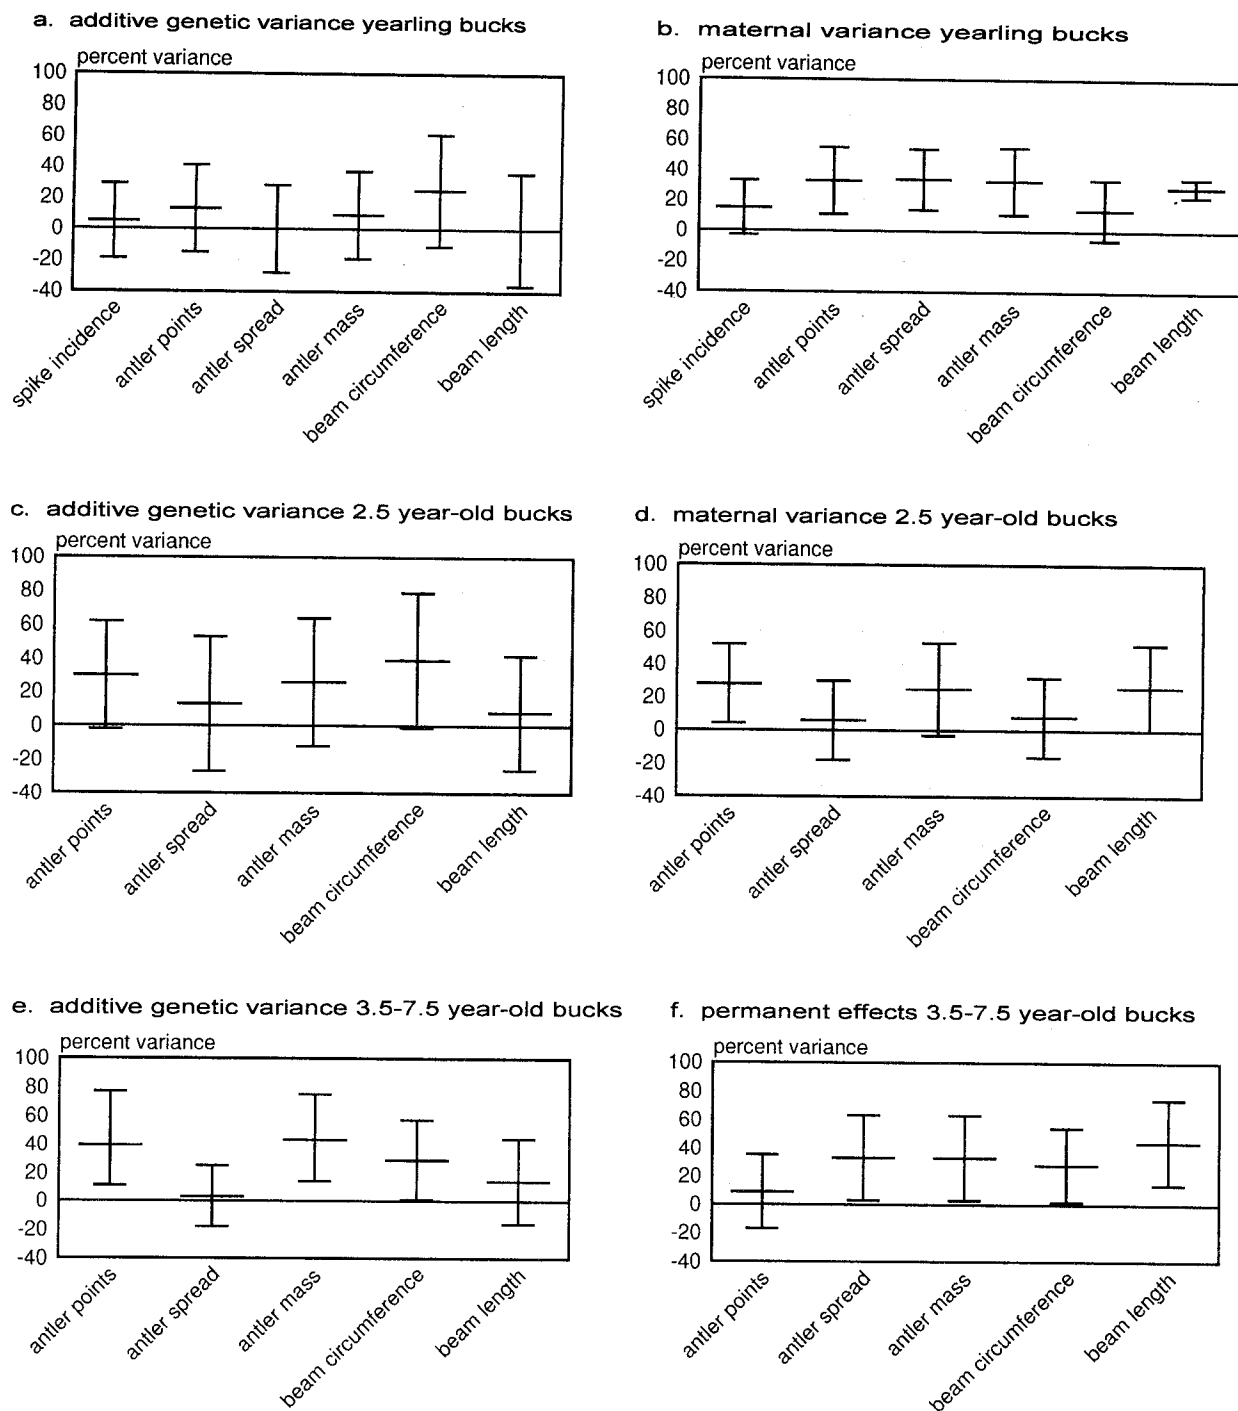 a. additive genetic variance yearling bucks
percent variance
100
80
60
40
20
0
-20
-40
spike incidence
antler points
antler spread
antler mass
beam circumference
beam length
b. maternal variance yearling bucks
percent variance
100
80
60
40
20
0
-20
-40
spike incidence
antler points
antler spread
antler mass
beam circumference
beam length
c. additive genetic variance 2.5 year-old bucks
percent variance
100
80
60
40
20
0
-20
-40
antler points
antler spread
antler mass
beam circumference
beam length
d. maternal variance 2.5 year-old bucks
percent variance
100
80
60
40
20
0
-20
-40
antler points
antler spread
antler mass
beam circumference
beam length
e. additive genetic variance 3.5-7.5 year-old bucks
percent variance
100
80
60
40
20
0
-20
-40
antler points
antler spread
antler mass
beam circumference
beam length
f. permanent effects 3.5-7.5 year-old bucks
percent variance
100
80
60
40
20
0
-20
-40
antler points
antler spread
antler mass
beam circumference
beam length